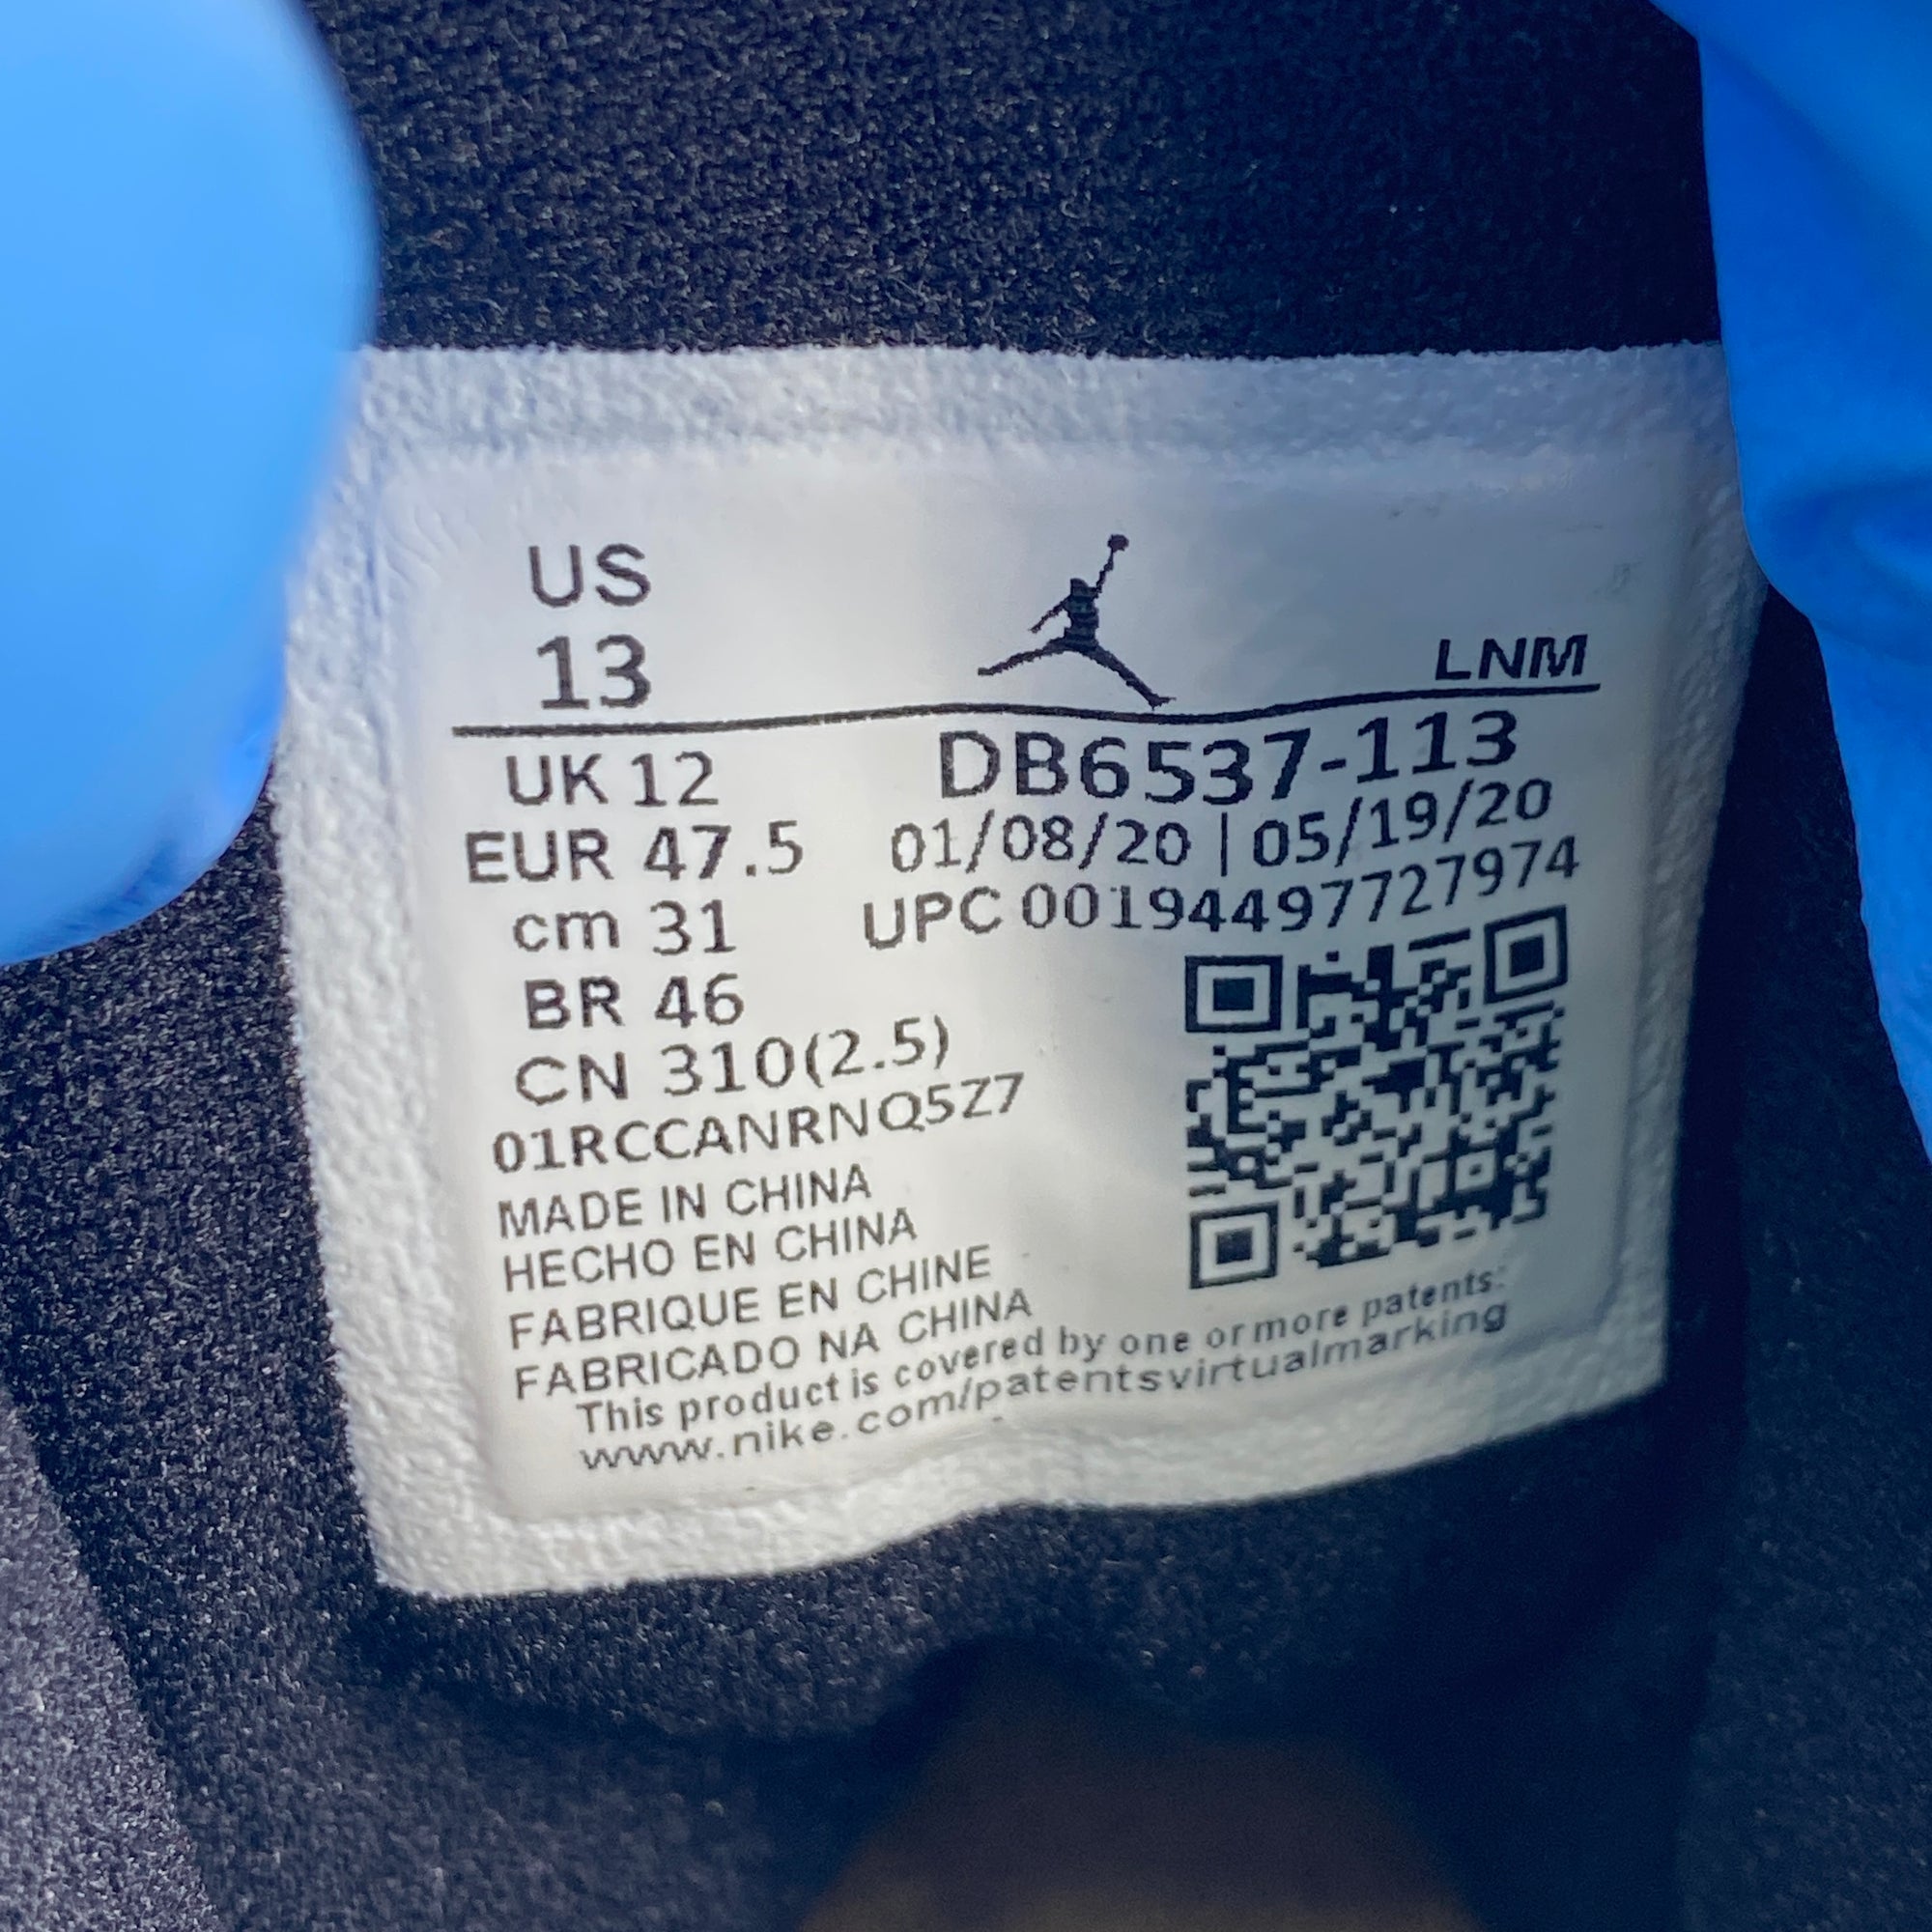 US
13
LNM
UK 12
EUR 47.5
cm 31
BR 46
CN 310(2.5)
DB6537-113
01/08/20 | 05/19/20
UPC 00194497727974
01RCCANRNQ5Z7
MADE IN CHINA
HECHO EN CHINA
FABRIQUE EN CHINE
FABRICADO NA CHINA
This product is covered by one or more patents:
www.nike.com/patentsvirtualmarking